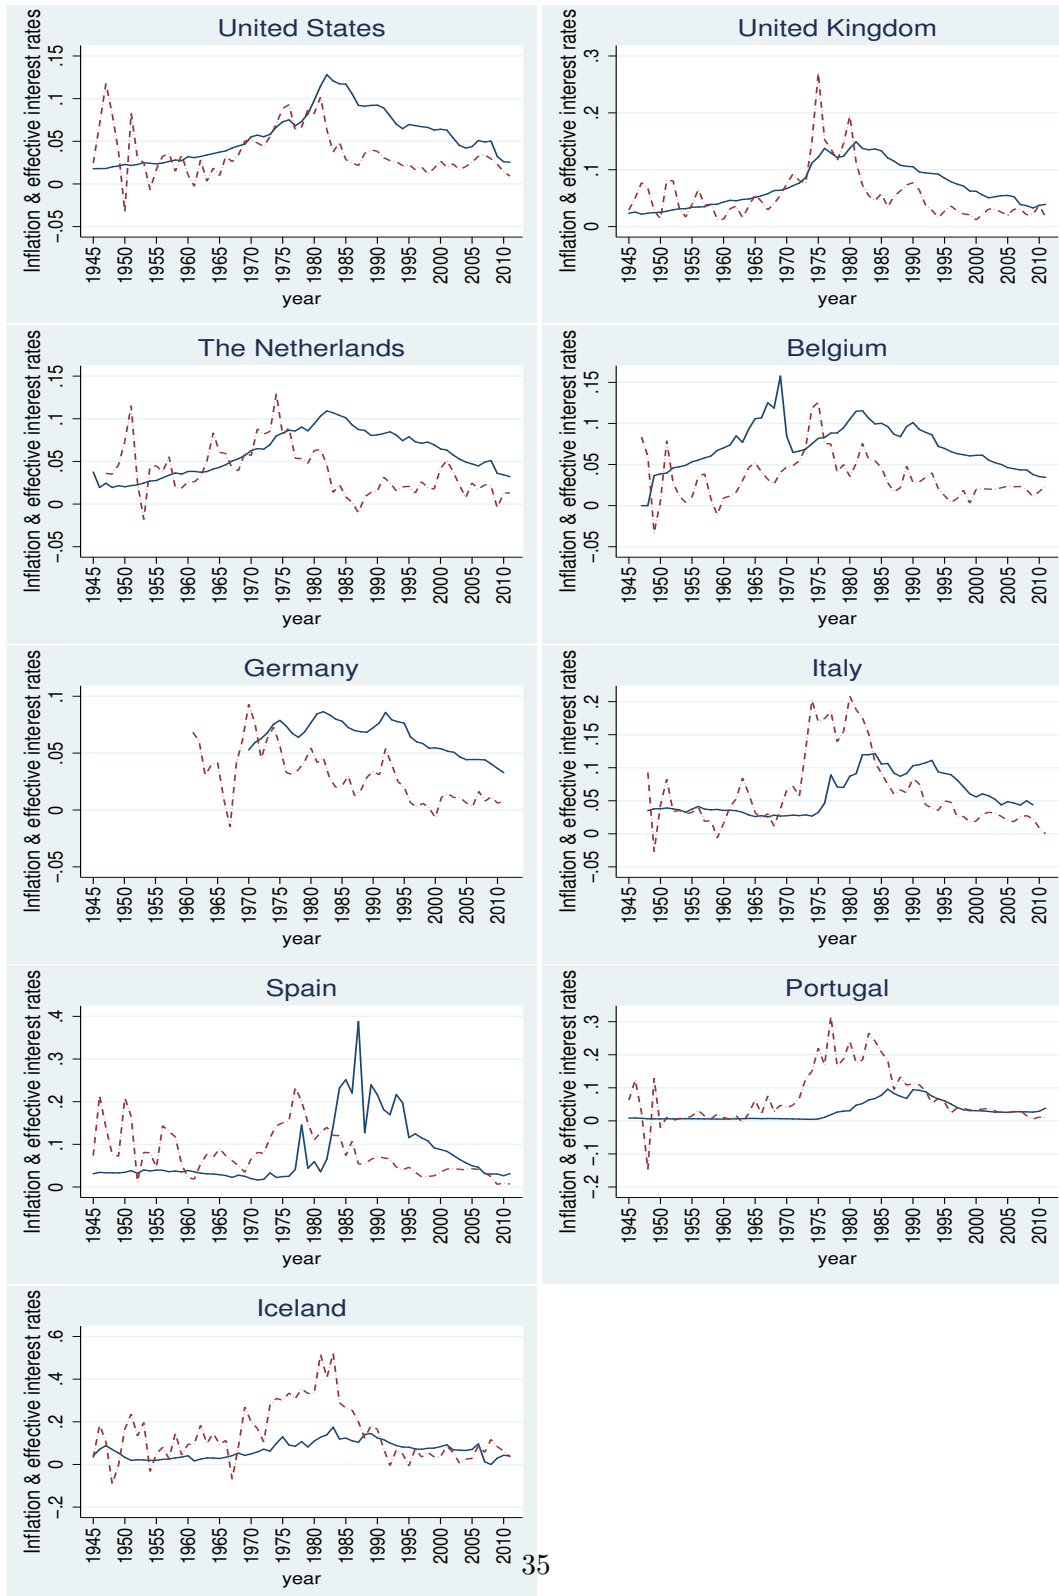 United States
Inflation & effective interest rates
.15
.1
.05
0
-.05
1945 1950 1955 1960 1965 1970 1975 1980 1985 1990 1995 2000 2005 2010
year
United Kingdom
Inflation & effective interest rates
.3
.2
.1
0
1945 1950 1955 1960 1965 1970 1975 1980 1985 1990 1995 2000 2005 2010
year
The Netherlands
Inflation & effective interest rates
.15
.1
.05
0
-.05
1945 1950 1955 1960 1965 1970 1975 1980 1985 1990 1995 2000 2005 2010
year
Belgium
Inflation & effective interest rates
.15
.1
.05
0
-.05
1945 1950 1955 1960 1965 1970 1975 1980 1985 1990 1995 2000 2005 2010
year
Germany
Inflation & effective interest rates
.1
.05
0
-.05
1945 1950 1955 1960 1965 1970 1975 1980 1985 1990 1995 2000 2005 2010
year
Italy
Inflation & effective interest rates
.2
.15
.1
.05
0
-.05
1945 1950 1955 1960 1965 1970 1975 1980 1985 1990 1995 2000 2005 2010
year
Spain
Inflation & effective interest rates
.4
.3
.2
.1
0
1945 1950 1955 1960 1965 1970 1975 1980 1985 1990 1995 2000 2005 2010
year
Portugal
Inflation & effective interest rates
.3
.2
.1
0
-.1
-.2
1945 1950 1955 1960 1965 1970 1975 1980 1985 1990 1995 2000 2005 2010
year
Iceland
Inflation & effective interest rates
.6
.4
.2
0
-.2
1945 1950 1955 1960 1965 1970 1975 1980 1985 1990 1995 2000 2005 2010
year
35